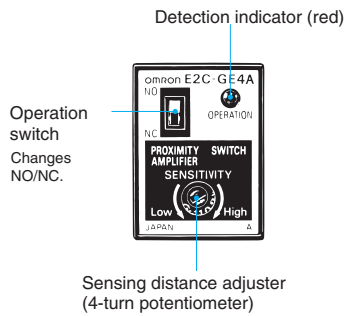 Detection indicator (red)
omron E2C-GE4A
NO
OPERATION
Operation
switch
Changes
NO/NC.
NC
PROXIMITY SWITCH
AMPLIFIER
SENSITIVITY
Low High
JAPAN A
Sensing distance adjuster
(4-turn potentiometer)